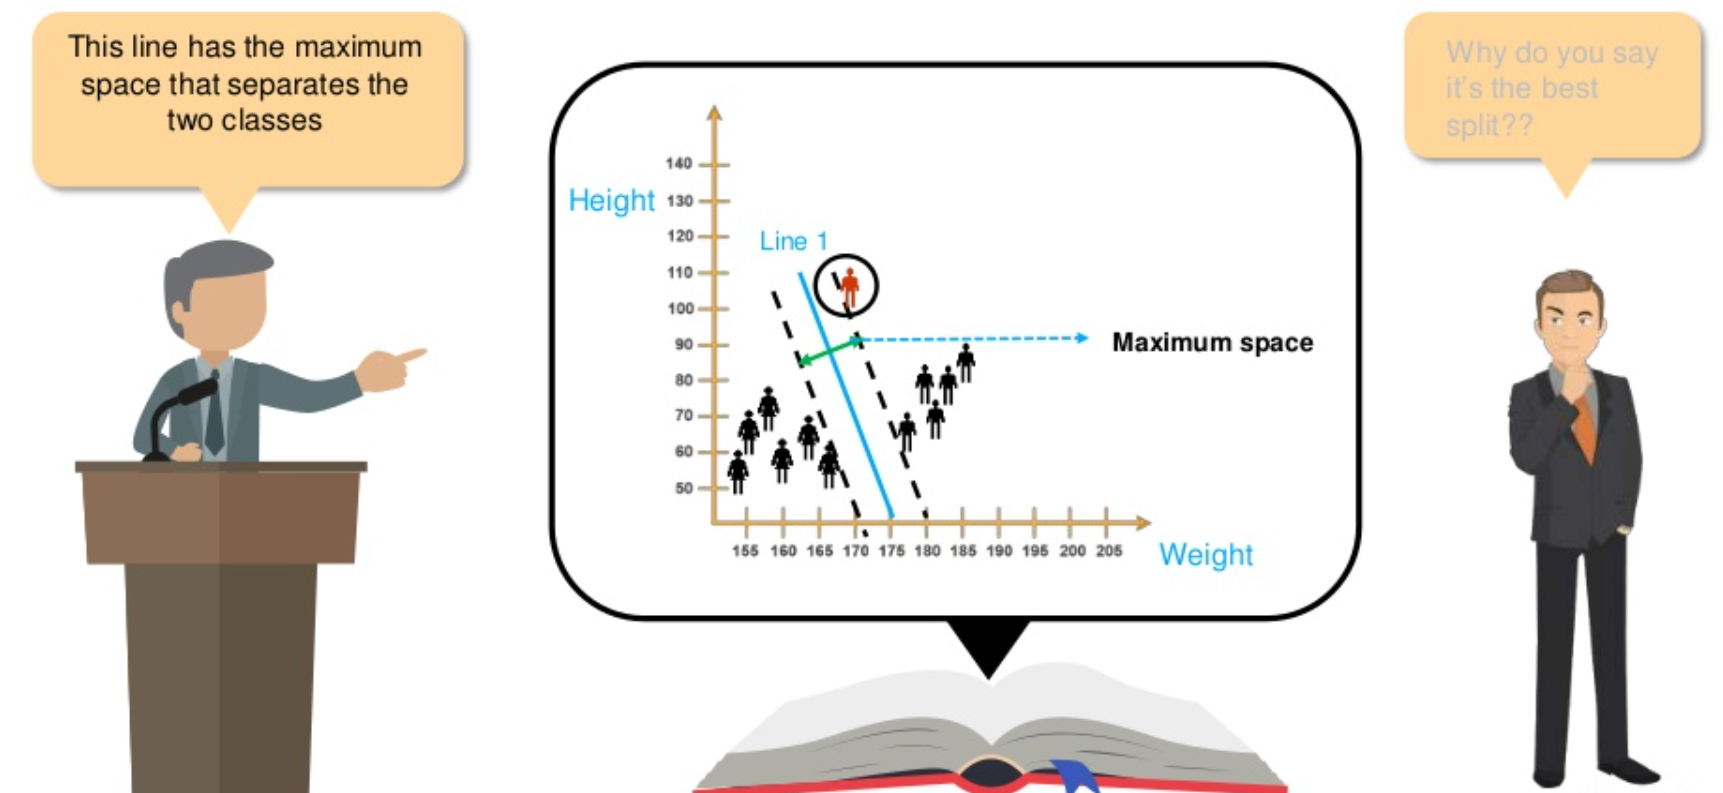 This line has the maximum
space that separates the
two classes
Why do you say
it's the best
split??
140
Height
130
120
Line 1
110
100
90
Maximum space
80
70
60
50
155 160 165 170 175 180 185 190 195 200 205
Weight